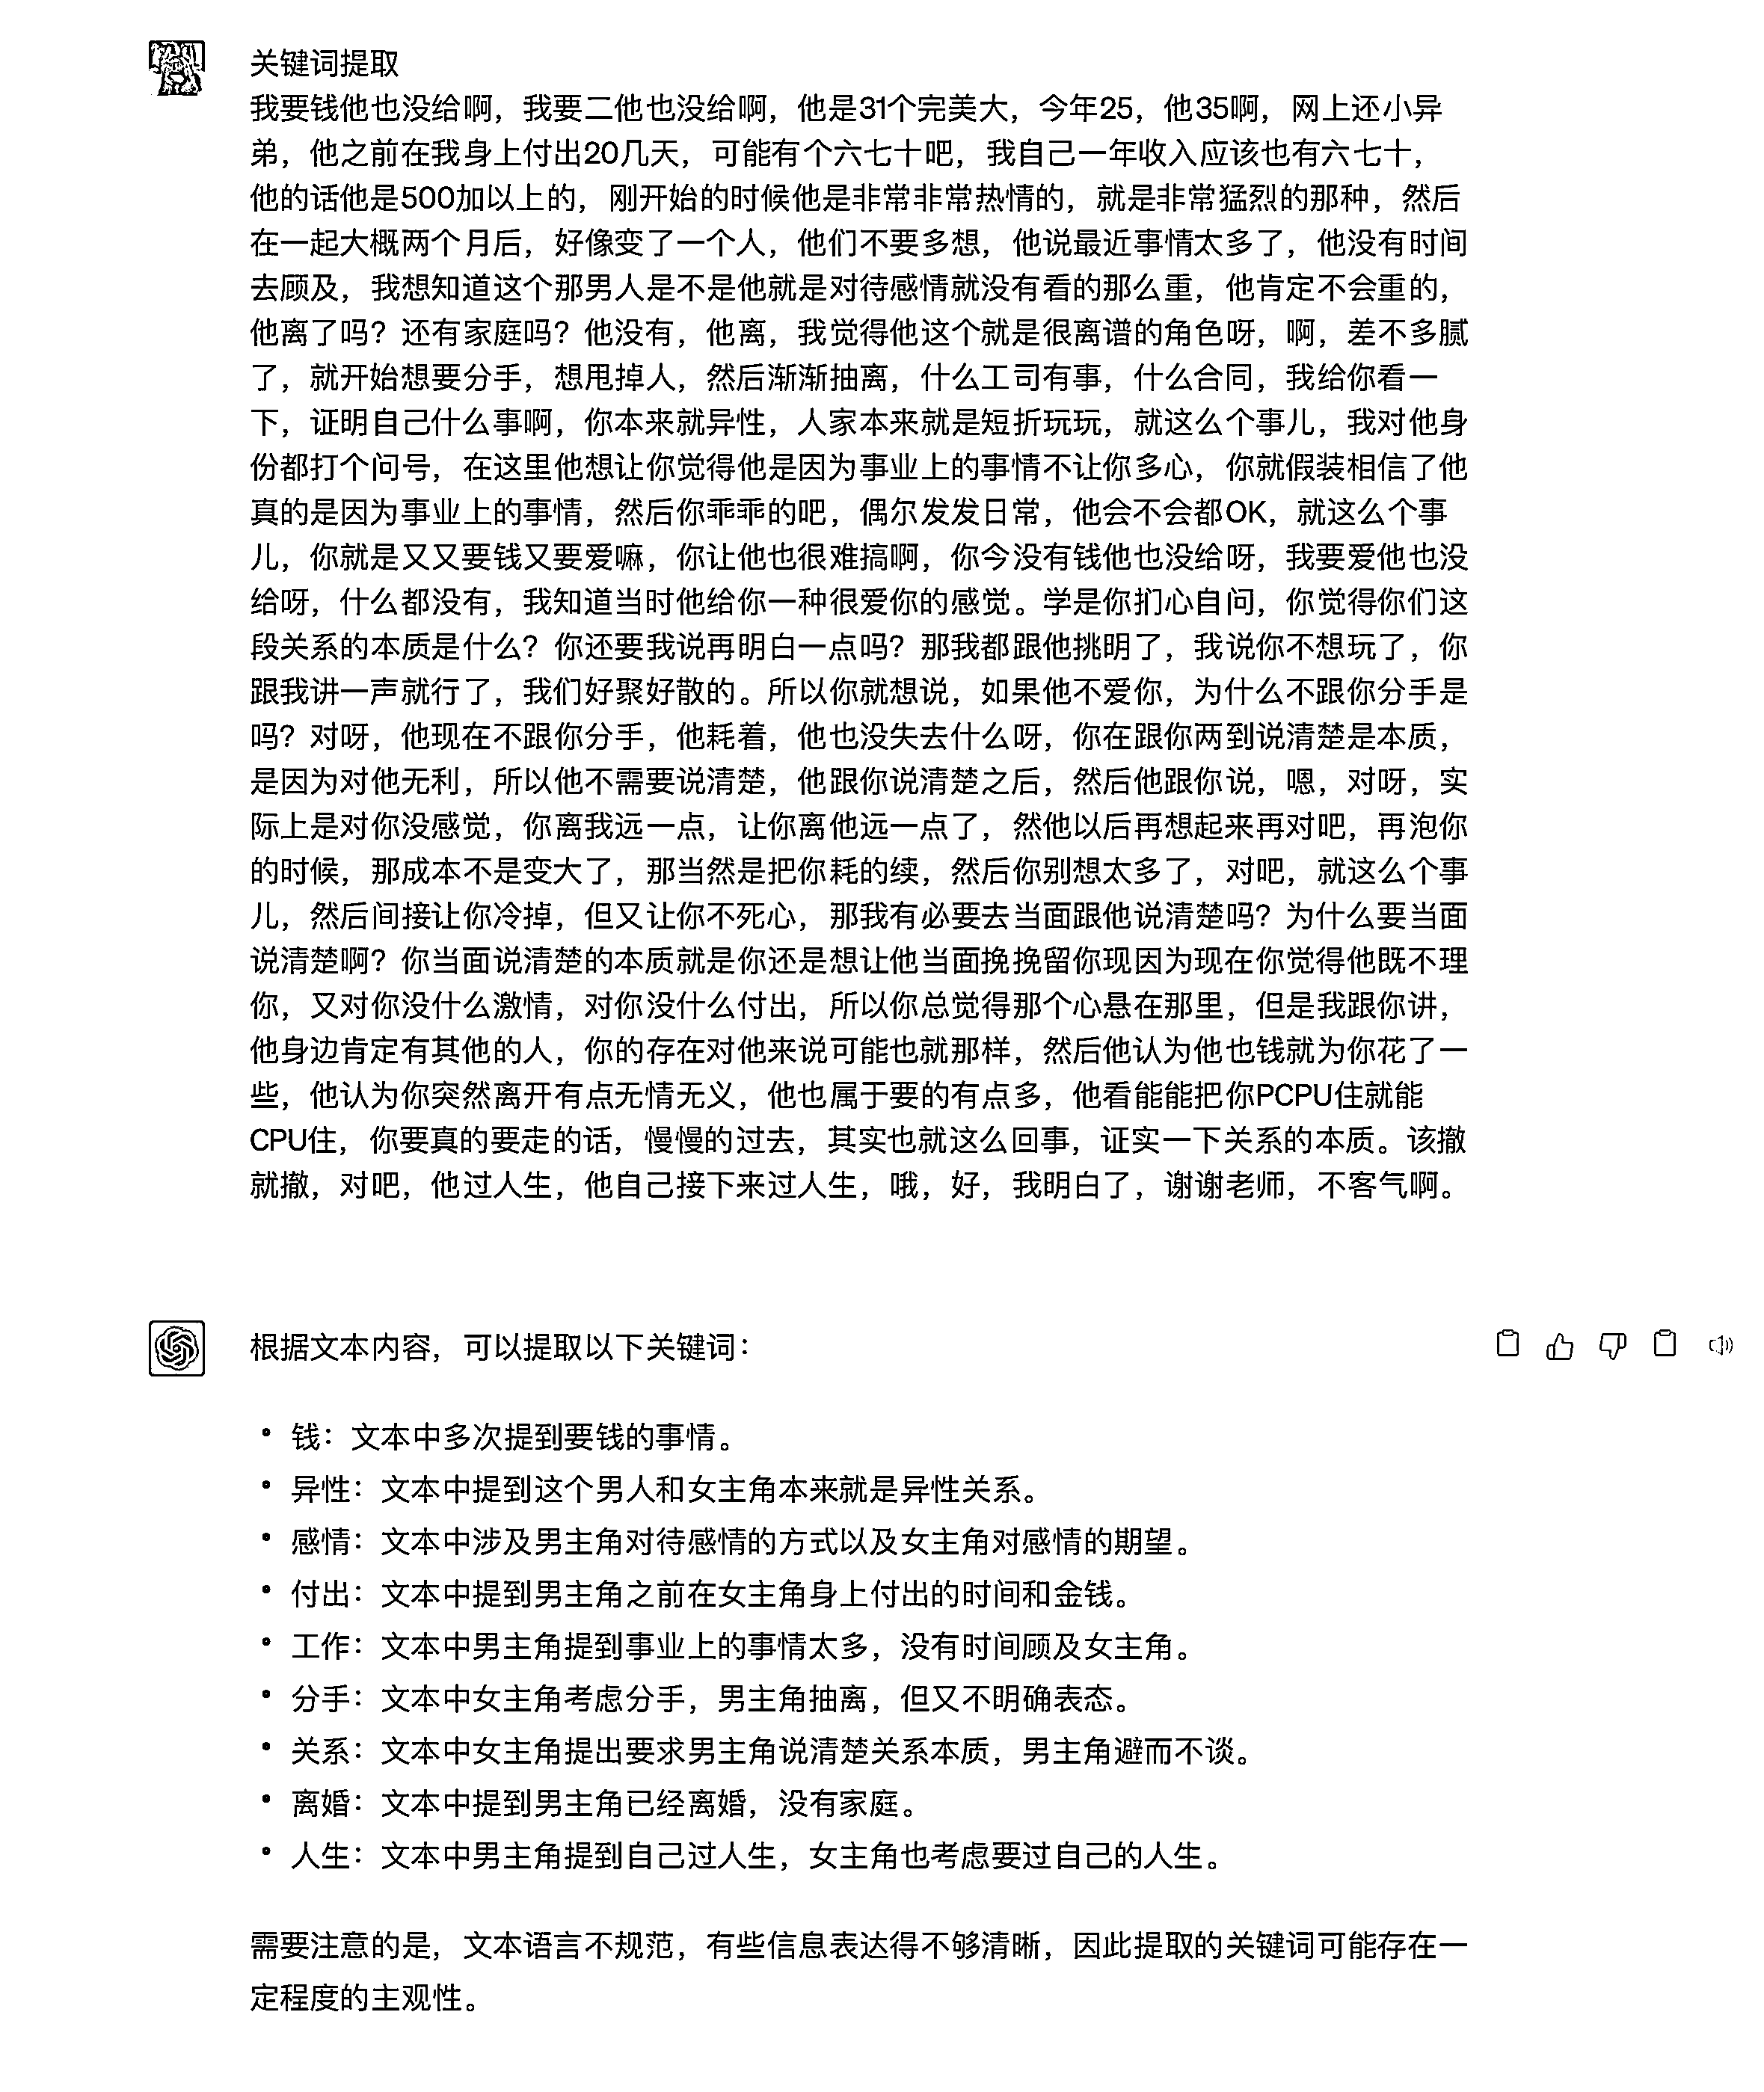 关键词提取
我要钱他也没给啊，我要二他也没给啊，他是31个完美大，今年25，他35啊，网上还小异
弟，他之前在我身上付出20几天，可能有个六七十吧，我自己一年收入应该也有六七十，
他的话他是500加以上的，刚开始的时候他是非常非常热情的，就是非常猛烈的那种，然后
在一起大概两个月后，好像变了一个人，他们不要多想，他说最近事情太多了，他没有时间
去顾及，我想知道这个那男人是不是他就是对待感情就没有看的那么重，他肯定不会重的，
他离了吗？还有家庭吗？他没有，他离，我觉得他这个就是很离谱的角色呀，啊，差不多腻
了，就开始想要分手，想甩掉人，然后渐渐抽离，什么工司有事，什么合同，我给你看一
下，证明自己什么事啊，你本来就异性，人家本来就是短折玩玩，就这么个事儿，我对他身
份都打个问号，在这里他想让你觉得他是因为事业上的事情不让你多心，你就假装相信了他
真的是因为事业上的事情，然后你乖乖的吧，偶尔发发日常，他会不会都OK，就这么个事
儿，你就是又又要钱又要爱嘛，你让他也很难搞啊，你今没有钱他也没给呀，我要爱他也没
给呀，什么都没有，我知道当时他给你一种很爱你的感觉。学是你扪心自问，你觉得你们这
段关系的本质是什么？你还要我说再明白一点吗？那我都跟他挑明了，我说你不想玩了，你
跟我讲一声就行了，我们好聚好散的。所以你就想说，如果他不爱你，为什么不跟你分手是
吗？对呀，他现在不跟你分手，他耗着，他也没失去什么呀，你在跟你两到说清楚是本质，
是因为对他无利，所以他不需要说清楚，他跟你说清楚之后，然后他跟你说，嗯，对呀，实
际上是对你没感觉，你离我远一点，让你离他远一点了，然他以后再想起来再对吧，再泡你
的时候，那成本不是变大了，那当然是把你耗的续，然后你别想太多了，对吧，就这么个事
儿，然后间接让你冷掉，但又让你不死心，那我有必要去当面跟他说清楚吗？为什么要当面
说清楚啊？你当面说清楚的本质就是你还是想让他当面挽挽留你现因为现在你觉得他既不理
你，又对你没什么激情，对你没什么付出，所以你总觉得那个心悬在那里，但是我跟你讲，
他身边肯定有其他的人，你的存在对他来说可能也就那样，然后他认为他也钱就为你花了一
些，他认为你突然离开有点无情无义，他也属于要的有点多，他看能能把你PCPU住就能
CPU住，你要真的要走的话，慢慢的过去，其实也就这么回事，证实一下关系的本质。该撤
就撤，对吧，他过人生，他自己接下来过人生，哦，好，我明白了，谢谢老师，不客气啊。
根据文本内容，可以提取以下关键词：
• 钱：文本中多次提到要钱的事情。
• 异性：文本中提到这个男人和女主角本来就是异性关系。
• 感情：文本中涉及男主角对待感情的方式以及女主角对感情的期望。
• 付出：文本中提到男主角之前在女主角身上付出的时间和金钱。
• 工作：文本中男主角提到事业上的事情太多，没有时间顾及女主角。
• 分手：文本中女主角考虑分手，男主角抽离，但又不明确表态。
• 关系：文本中女主角提出要求男主角说清楚关系本质，男主角避而不谈。
• 离婚：文本中提到男主角已经离婚，没有家庭。
• 人生：文本中男主角提到自己过人生，女主角也考虑要过自己的人生。
需要注意的是，文本语言不规范，有些信息表达得不够清晰，因此提取的关键词可能存在一
定程度的主观性。